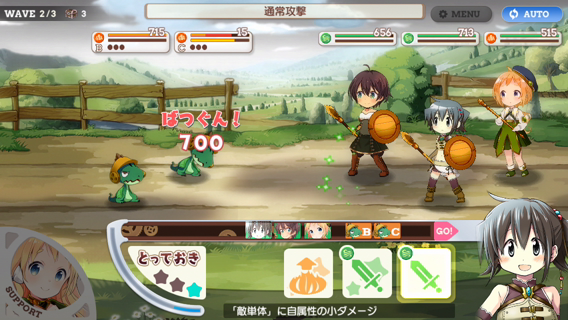 WAVE 2/3 3
通常攻撃
MENU
AUTO
715
B
15
C
656
713
515
ばつぐん!
700
B
C
GO!
とっておき
SUPPORT
「敵単体」に自属性の小ダメージ